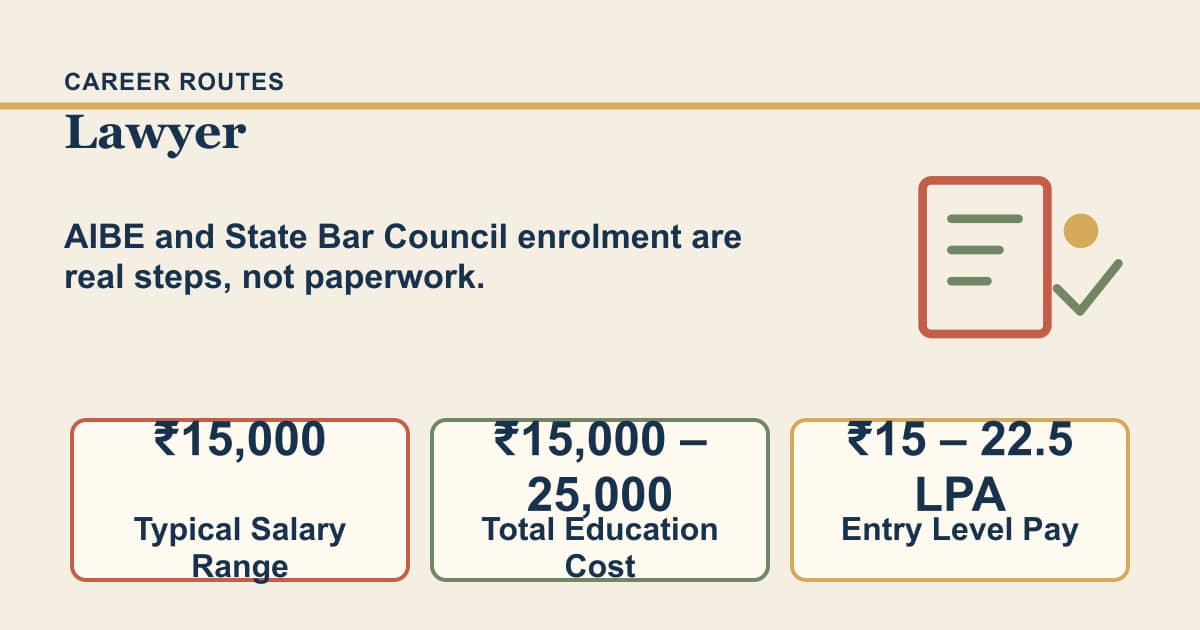 CAREER ROUTES
Lawyer
AIBE and State Bar Council enrolment are
real steps, not paperwork.
₹15,000
Typical Salary
Range
₹15,000 –
25,000
Total Education
Cost
₹15 – 22.5
LPA
Entry Level Pay